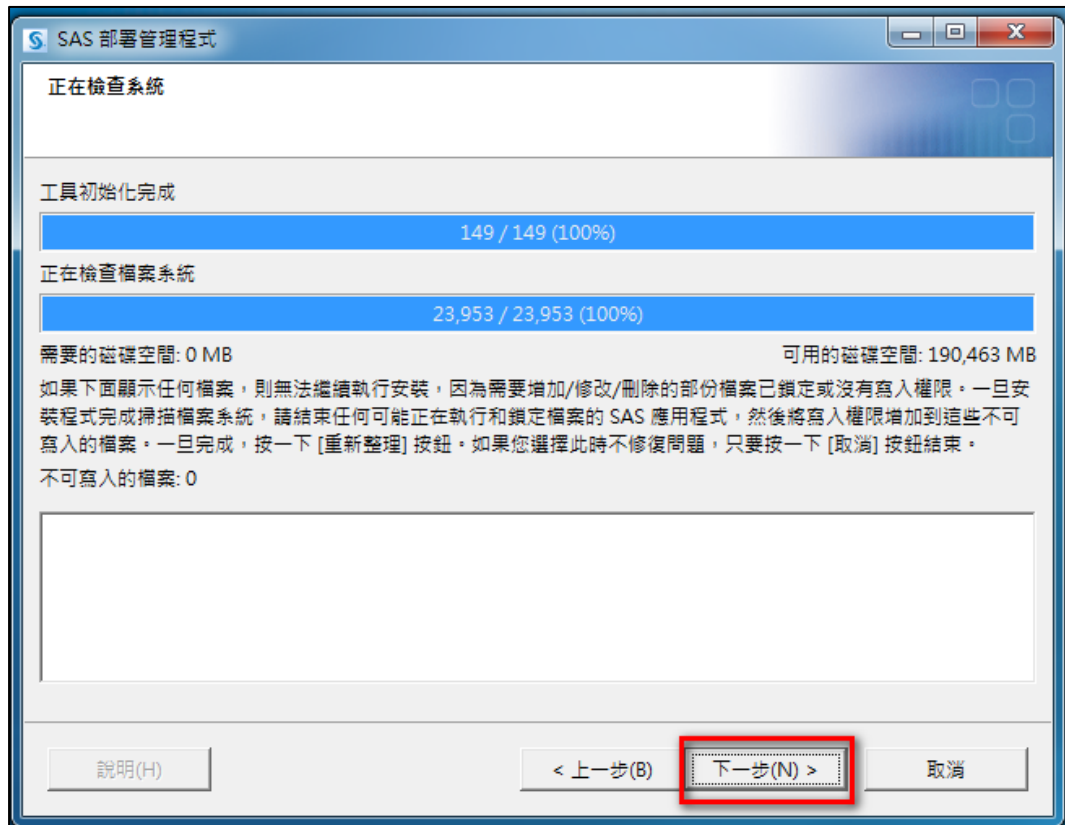 SAS 部署管理程式
正在檢查系統
工具初始化完成
149 / 149 (100%)
正在檢查檔案系統
23,953 / 23,953 (100%)
需要的磁碟空間: 0 MB 可用的磁碟空間: 190,463 MB
如果下面顯示任何檔案，則無法繼續執行安裝，因為需要增加/修改/刪除的部份檔案已鎖定或沒有寫入權限。一旦安
裝程式完成掃描檔案系統，請結束任何可能正在執行和鎖定檔案的 SAS 應用程式，然後將寫入權限增加到這些不可
寫入的檔案。一旦完成，按一下 [重新整理] 按鈕。如果您選擇此時不修復問題，只要按一下 [取消] 按鈕結束。
不可寫入的檔案: 0
說明(H) < 上一步(B) 下一步(N) > 取消